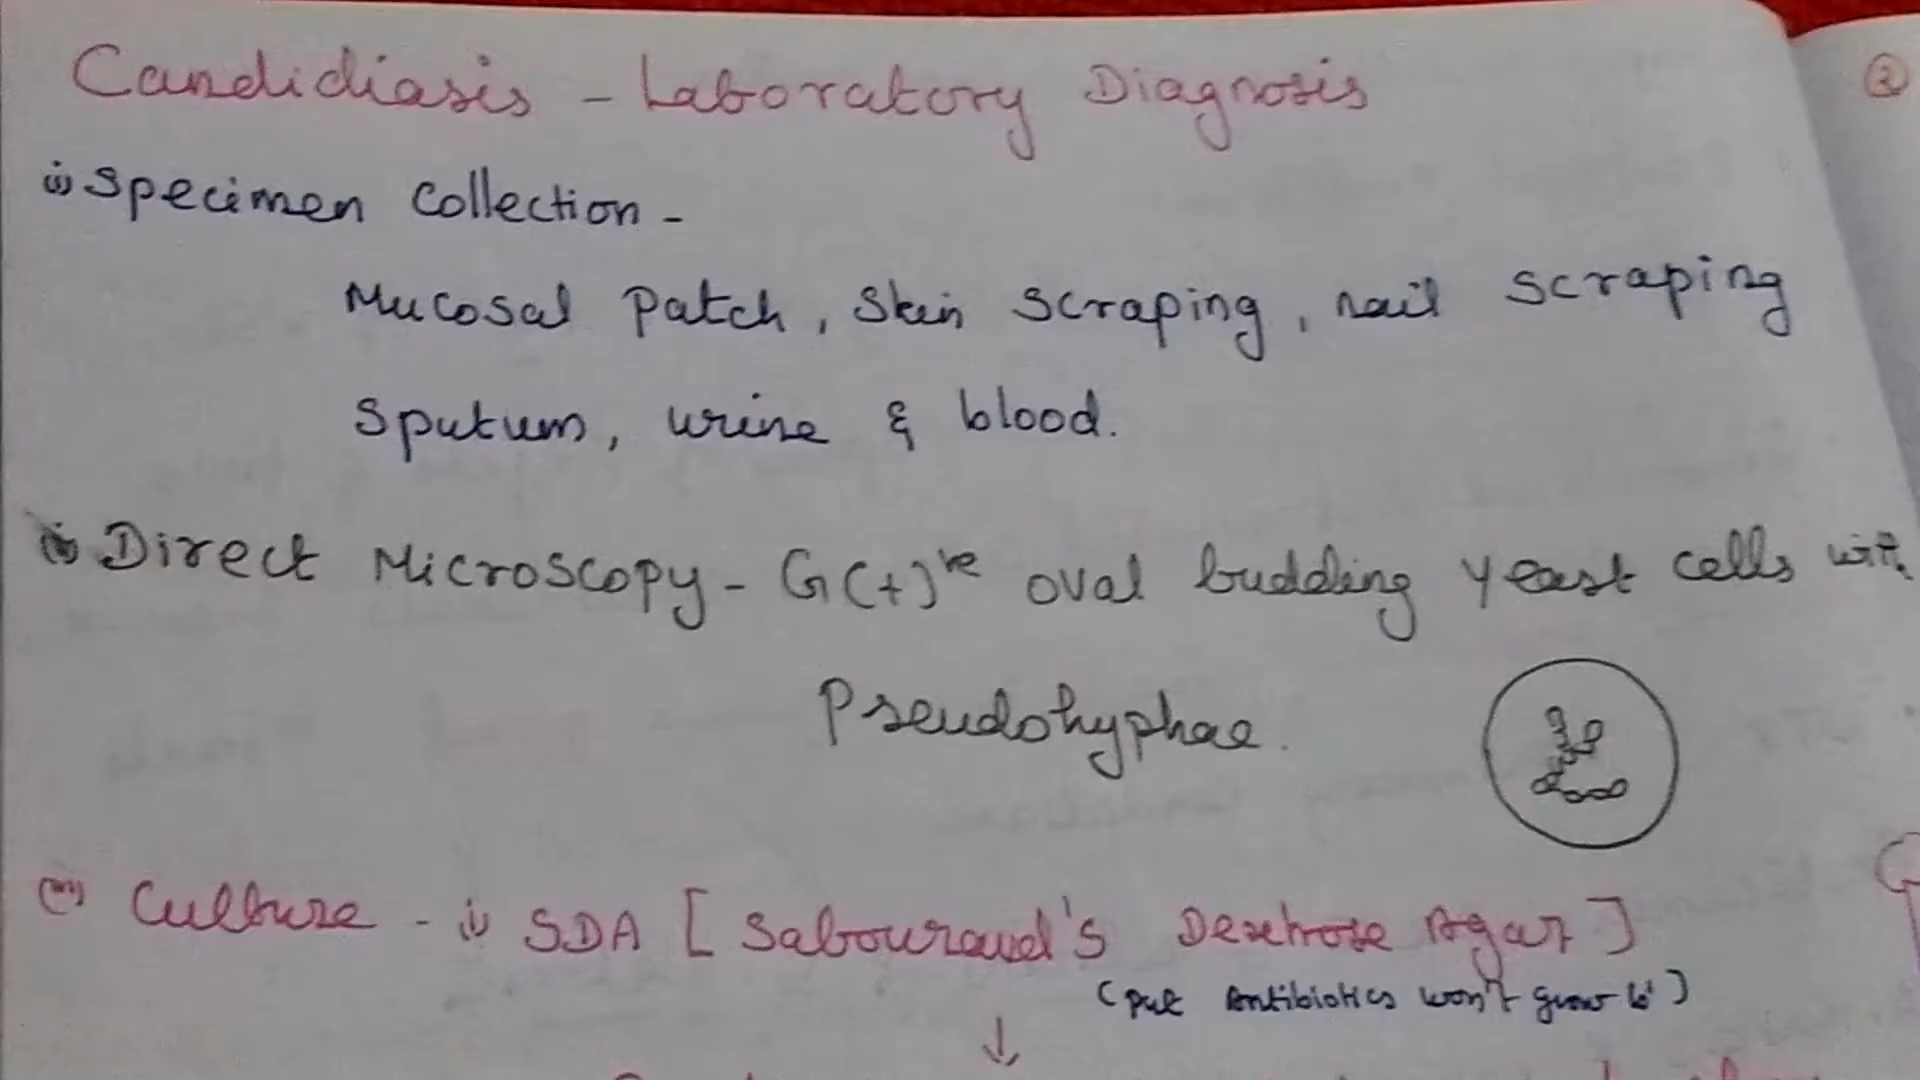 Candidiasis - Laboratory Diagnosis
②
(i) Specimen Collection -
Mucosal Patch, Skin Scraping, nail scraping
Sputum, urine & blood.
(ii) Direct Microscopy - G(+)ve oval budding yeast cells with
Pseudohyphae.
(iii) Culture - i) SDA [Sabouraud's Dextrose Agar]
(put Antibiotics won't grow b')
↓